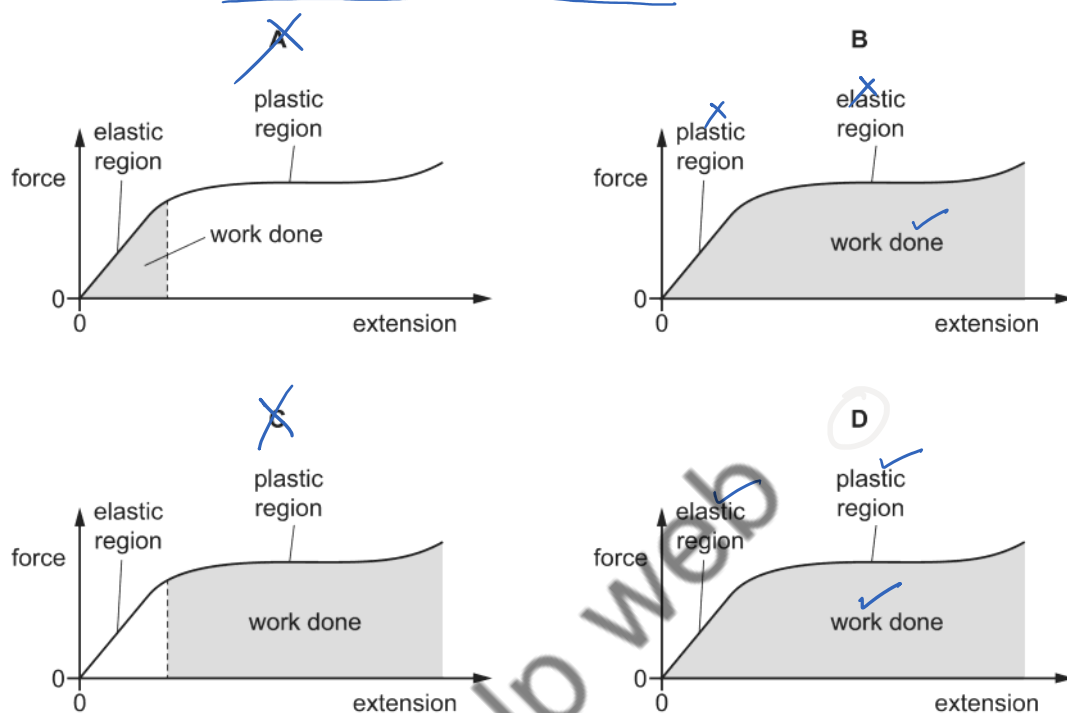 A
plastic
region
elastic
region
force
work done
0
0
extension
B
elastic
region
plastic
region
force
work done
0
0
extension
C
plastic
region
elastic
region
force
work done
0
0
extension
D
plastic
region
elastic
region
force
work done
0
0
extension
lp web